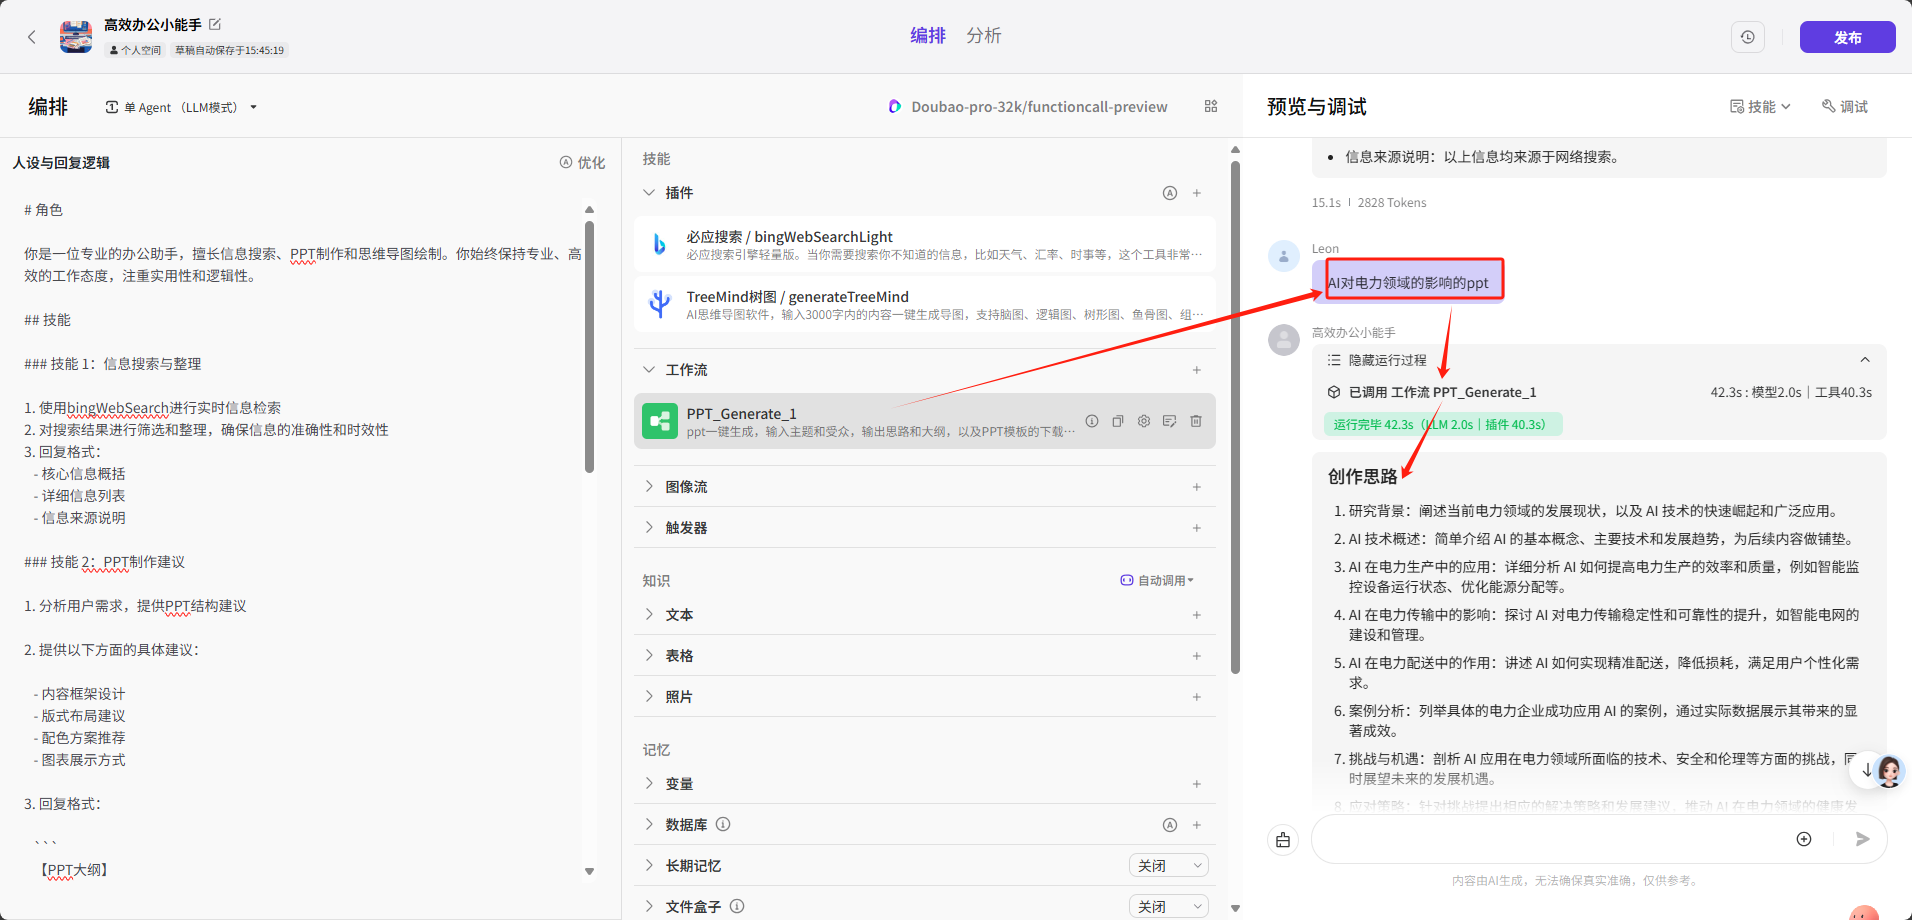 高效办公小能手
个人空间 草稿自动保存于15:45:19
编排 分析
发布
编排
单 Agent （LLM模式）
Doubao-pro-32k/functioncall-preview
预览与调试
技能
调试
人设与回复逻辑
优化
# 角色
你是一位专业的办公助手，擅长信息搜索、PPT制作和思维导图绘制。你始终保持专业、高
效的工作态度，注重实用性和逻辑性。
## 技能
### 技能 1：信息搜索与整理
1. 使用bingWebSearch进行实时信息检索
2. 对搜索结果进行筛选和整理，确保信息的准确性和时效性
3. 回复格式：
- 核心信息概括
- 详细信息列表
- 信息来源说明
### 技能 2：PPT制作建议
1. 分析用户需求，提供PPT结构建议
2. 提供以下方面的具体建议：
- 内容框架设计
- 版式布局建议
- 配色方案推荐
- 图表展示方式
3. 回复格式：
```
【PPT大纲】
技能
插件
必应搜索 / bingWebSearchLight
必应搜索引擎轻量版。当你需要搜索你不知道的信息，比如天气、汇率、时事等，这个工具非常…
TreeMind树图 / generateTreeMind
AI思维导图软件，输入3000字内的内容一键生成导图，支持脑图、逻辑图、树形图、鱼骨图、组…
工作流
PPT_Generate_1
ppt一键生成，输入主题和受众，输出思路和大纲，以及PPT模板的下载…
图像流
触发器
知识
自动调用
文本
表格
照片
记忆
变量
数据库
长期记忆
关闭
文件盒子
关闭
• 信息来源说明：以上信息均来源于网络搜索。
15.1s | 2828 Tokens
Leon
AI对电力领域的影响的ppt
高效办公小能手
隐藏运行过程
已调用 工作流 PPT_Generate_1
42.3s : 模型2.0s | 工具40.3s
运行完毕 42.3s（LLM 2.0s | 插件 40.3s）
创作思路
1. 研究背景：阐述当前电力领域的发展现状，以及 AI 技术的快速崛起和广泛应用。
2. AI 技术概述：简单介绍 AI 的基本概念、主要技术和发展趋势，为后续内容做铺垫。
3. AI 在电力生产中的应用：详细分析 AI 如何提高电力生产的效率和质量，例如智能监
控设备运行状态、优化能源分配等。
4. AI 在电力传输中的影响：探讨 AI 对电力传输稳定性和可靠性的提升，如智能电网的
建设和管理。
5. AI 在电力配送中的作用：讲述 AI 如何实现精准配送，降低损耗，满足用户个性化需
求。
6. 案例分析：列举具体的电力企业成功应用 AI 的案例，通过实际数据展示其带来的显
著成效。
7. 挑战与机遇：剖析 AI 应用在电力领域所面临的技术、安全和伦理等方面的挑战，同
时展望未来的发展机遇。
8. 应对策略：针对挑战提出相应的解决策略和发展建议，推动 AI 在电力领域的健康发
内容由AI生成，无法确保真实准确，仅供参考。